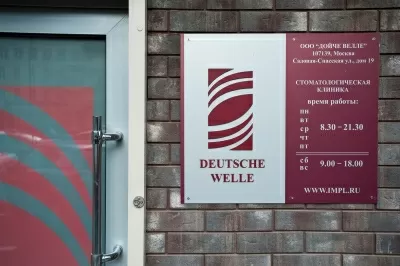 ООО "ДОЙЧЕ ВЕЛЛЕ"
107139, Москва
Садовая-Спасская ул., дом 19
СТОМАТОЛОГИЧЕСКАЯ
КЛИНИКА
время работы:
пн
вт
ср 8.30 - 21.30
чт
пт
сб 9.00 - 18.00
вс
WWW.IMPL.RU
DEUTSCHE
WELLE